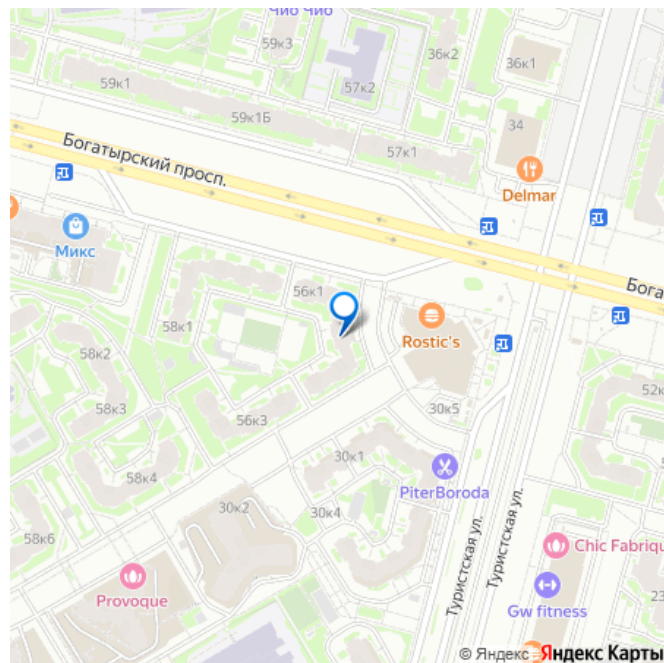 Чио Чио
59к3
36к2
36к1
59к1
57к2
59к1Б
34
57к1
Богатырский просп.
Delmar
Микс
Бога
56к1
58к1
Rostic's
58к2
52к
58к3
56к3
30к5
30к1
58к4
PiterBoroda
30к2
30к4
58к6
Туристская ул.
Туристская ул.
Chic Fabriqu
Provoque
Gw fitness
23
© Яндекс Яндекс Карты